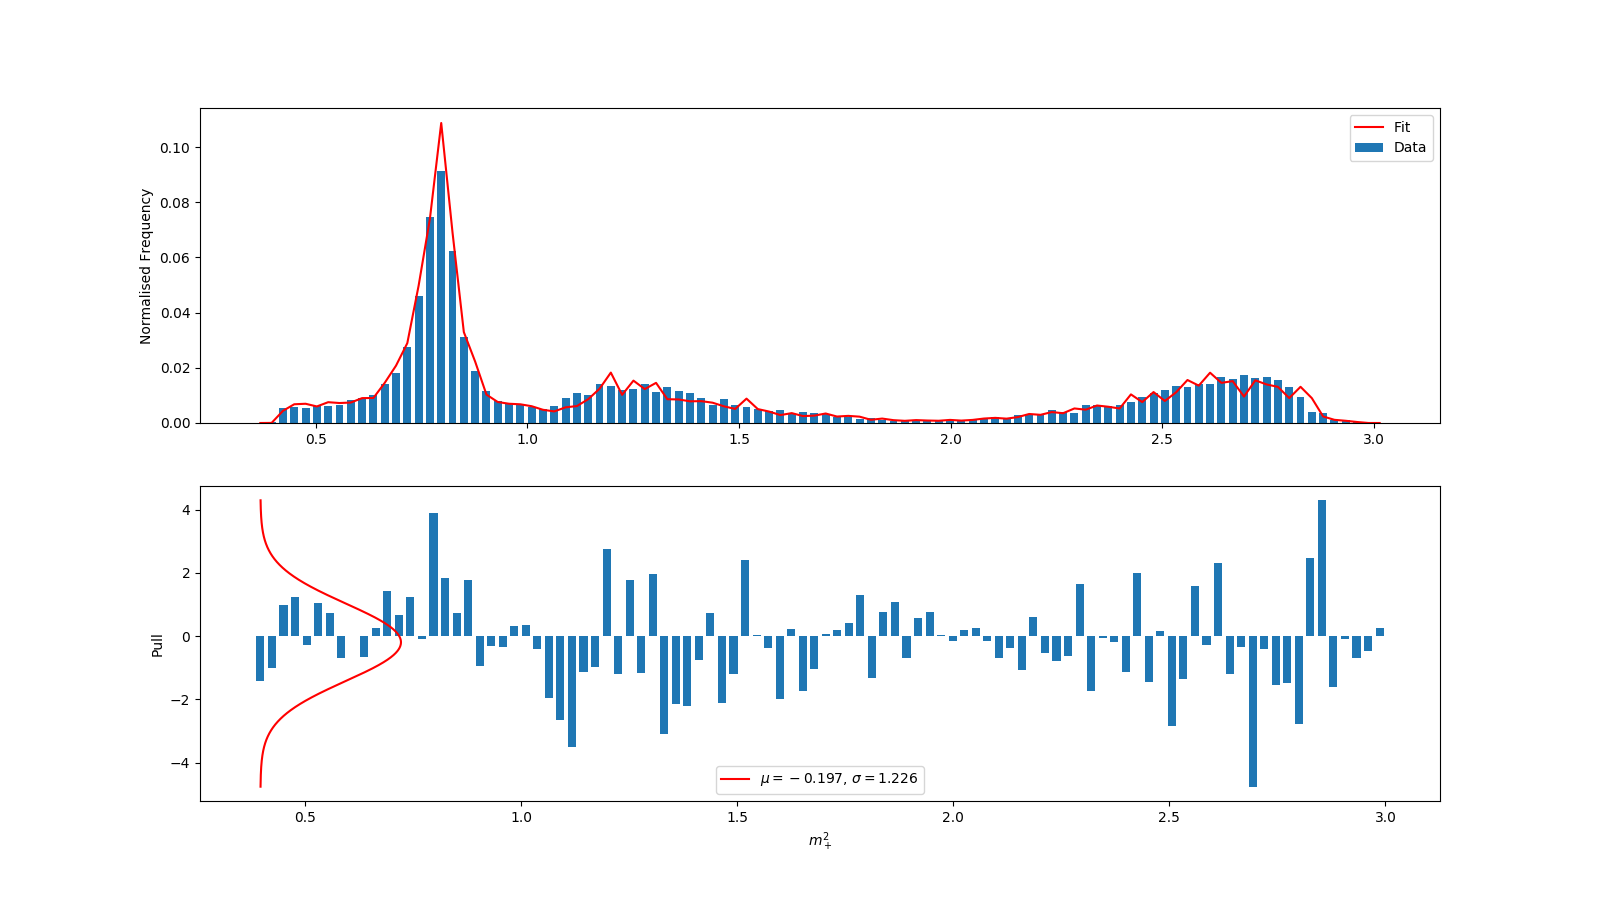 Normalised Frequency
0.10
0.08
0.06
0.04
0.02
0.00
0.5 1.0 1.5 2.0 2.5 3.0
Fit
Data
Pull
4
2
0
−2
−4
μ = −0.197, σ = 1.226
0.5 1.0 1.5 2.0 2.5 3.0
m₊²